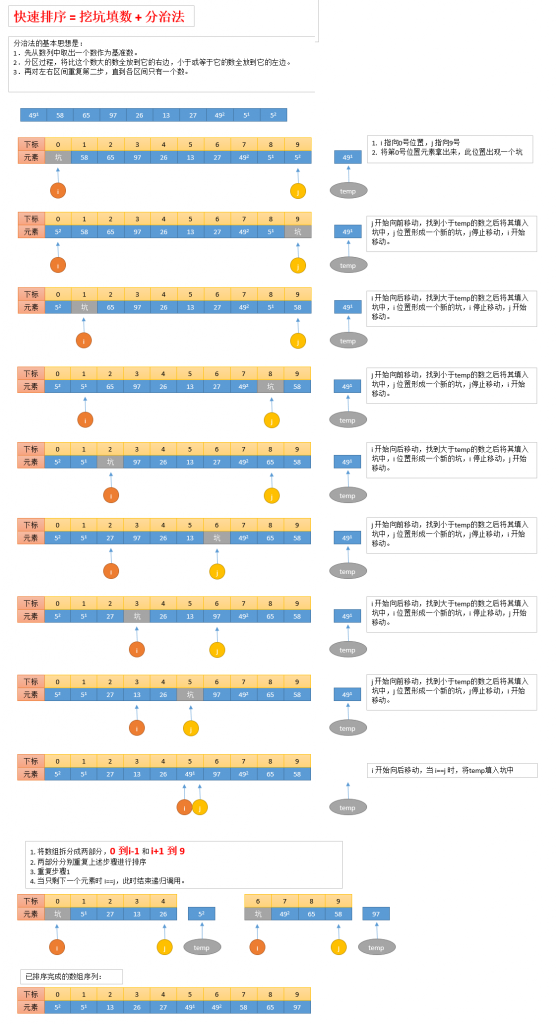 快速排序 = 挖坑填数 + 分治法
分治法的基本思想是：
1．先从数列中取出一个数作为基准数。
2．分区过程，将比这个数大的数全放到它的右边，小于或等于它的数全放到它的左边。
3．再对左右区间重复第二步，直到各区间只有一个数。
49¹ 58 65 97 26 13 27 49² 5¹ 5²
下标 0 1 2 3 4 5 6 7 8 9
元素 坑 58 65 97 26 13 27 49² 5¹ 5² 49¹
i j temp
1. i 指向0号位置，j 指向9号
2. 将第0号位置元素拿出来，此位置出现一个坑
下标 0 1 2 3 4 5 6 7 8 9
元素 5² 58 65 97 26 13 27 49² 5¹ 坑 49¹
i j temp
j 开始向前移动，找到小于temp的数之后将其填入
坑中，j 位置形成一个新的坑，j停止移动，i 开始
移动。
下标 0 1 2 3 4 5 6 7 8 9
元素 5² 坑 65 97 26 13 27 49² 5¹ 58 49¹
i j temp
i 开始向后移动，找到大于temp的数之后将其填入
坑中，i 位置形成一个新的坑，i 停止移动，j 开始
移动。
下标 0 1 2 3 4 5 6 7 8 9
元素 5² 5¹ 65 97 26 13 27 49² 坑 58 49¹
i j temp
j 开始向前移动，找到小于temp的数之后将其填入
坑中，j 位置形成一个新的坑，j停止移动，i 开始
移动。
下标 0 1 2 3 4 5 6 7 8 9
元素 5² 5¹ 坑 97 26 13 27 49² 65 58 49¹
i j temp
i 开始向后移动，找到大于temp的数之后将其填入
坑中，i 位置形成一个新的坑，i 停止移动，j 开始
移动。
下标 0 1 2 3 4 5 6 7 8 9
元素 5² 5¹ 27 97 26 13 坑 49² 65 58 49¹
i j temp
j 开始向前移动，找到小于temp的数之后将其填入
坑中，j 位置形成一个新的坑，j停止移动，i 开始
移动。
下标 0 1 2 3 4 5 6 7 8 9
元素 5² 5¹ 27 坑 26 13 97 49² 65 58 49¹
i j temp
i 开始向后移动，找到大于temp的数之后将其填入
坑中，i 位置形成一个新的坑，i 停止移动，j 开始
移动。
下标 0 1 2 3 4 5 6 7 8 9
元素 5² 5¹ 27 13 26 坑 97 49² 65 58 49¹
i j temp
j 开始向前移动，找到小于temp的数之后将其填入
坑中，j 位置形成一个新的坑，j停止移动，i 开始
移动。
下标 0 1 2 3 4 5 6 7 8 9
元素 5² 5¹ 27 13 26 49¹ 97 49² 65 58
i j temp
i 开始向后移动，当 i==j 时，将temp填入坑中
1. 将数组拆分成两部分，0 到i-1 和 i+1 到 9
2. 两部分分别重复上述步骤进行排序
3. 重复步骤1
4. 当只剩下一个元素时 i==j，此时结束递归调用。
下标 0 1 2 3 4 6 7 8 9
元素 坑 5¹ 27 13 26 5² 坑 49² 65 58 97
i j temp i j temp
已排序完成的数组序列：
下标 0 1 2 3 4 5 6 7 8 9
元素 5² 5¹ 13 26 27 49¹ 49² 58 65 97